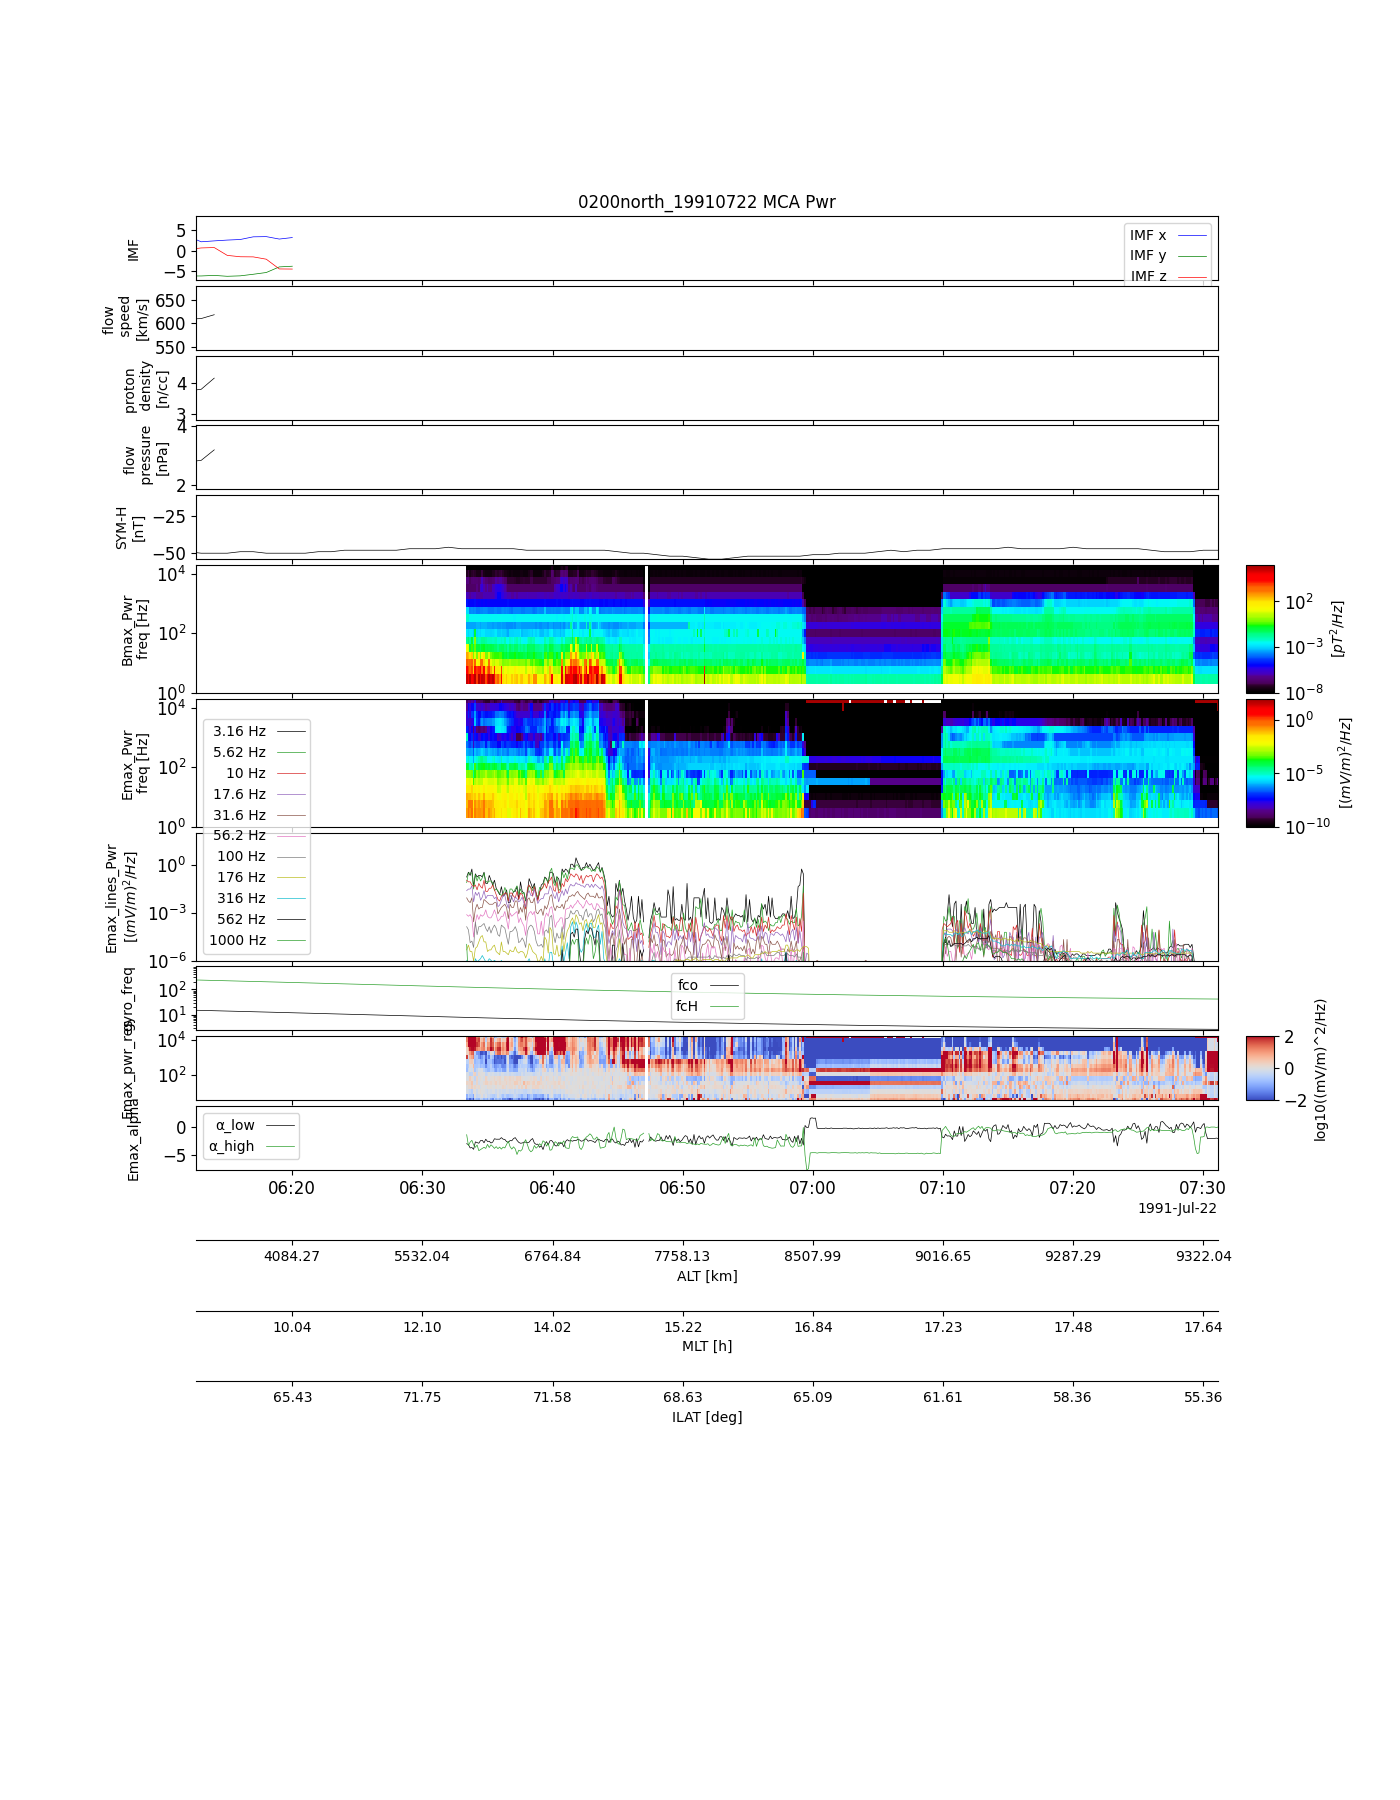 0200north_19910722 MCA Pwr
IMF
5
0
−5
IMF x
IMF y
IMF z
flow
speed
[km/s]
650
600
550
proton
density
[n/cc]
4
3
flow
pressure
[nPa]
4
2
SYM-H
[nT]
−25
−50
Bmax_Pwr
freq [Hz]
10^4
10^2
10^0
10^2
10^−3
10^−8
[pT^2/Hz]
Emax_Pwr
freq [Hz]
10^4
10^2
10^0
10^0
10^−5
10^−10
[(mV/m)^2/Hz]
3.16 Hz
5.62 Hz
10 Hz
17.6 Hz
31.6 Hz
56.2 Hz
100 Hz
176 Hz
316 Hz
562 Hz
1000 Hz
Emax_lines_Pwr
[(mV/m)^2/Hz]
10^0
10^−3
10^−6
gyro_freq
10^2
10^1
fco
fcH
Emax_pwr_res
10^4
10^2
2
0
−2
log10((mV/m)^2/Hz)
Emax_alpha
0
−5
α_low
α_high
06:20 06:30 06:40 06:50 07:00 07:10 07:20 07:30
1991-Jul-22
4084.27 5532.04 6764.84 7758.13 8507.99 9016.65 9287.29 9322.04
ALT [km]
10.04 12.10 14.02 15.22 16.84 17.23 17.48 17.64
MLT [h]
65.43 71.75 71.58 68.63 65.09 61.61 58.36 55.36
ILAT [deg]